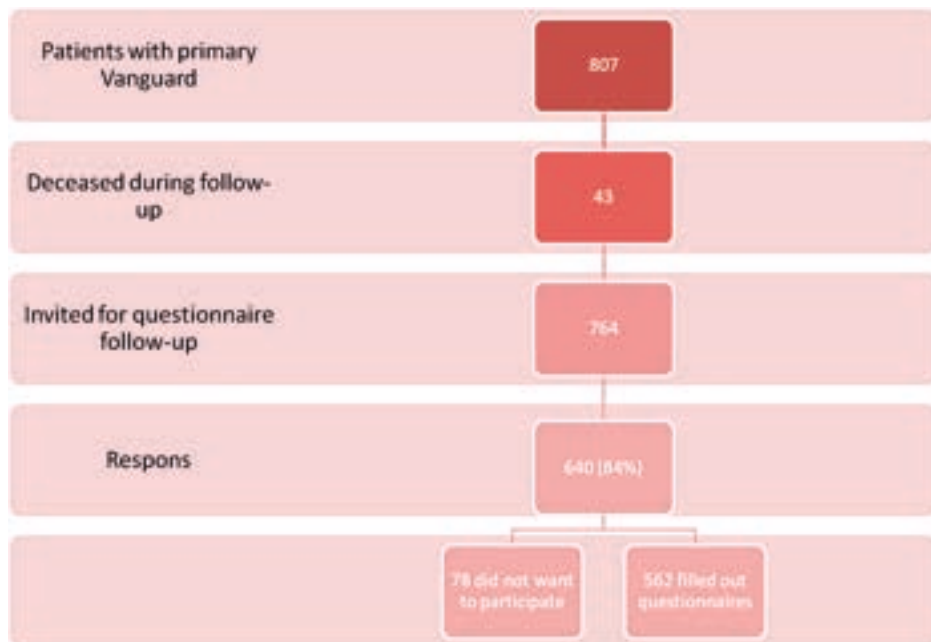 Patients with primary
Vanguard
807
Deceased during follow-
up
43
Invited for questionnaire
follow-up
764
Respons
640 (84%)
78 did not want
to participate
562 filled out
questionnaires